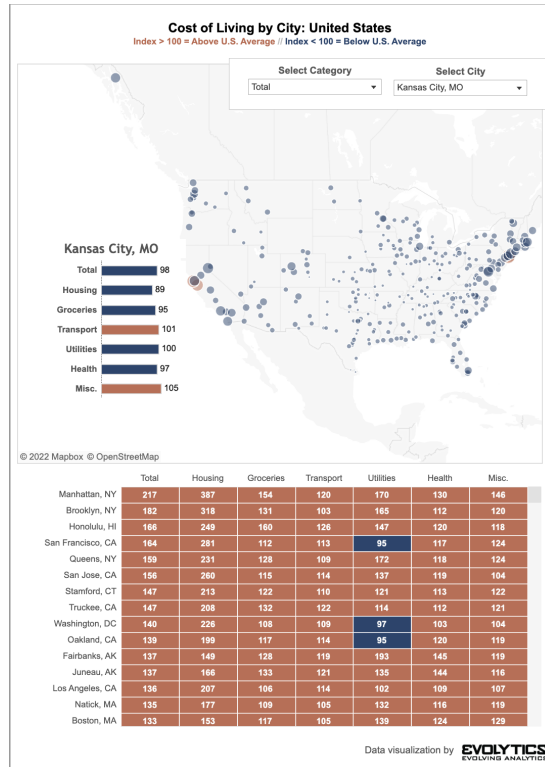 Cost of Living by City: United States
Index > 100 = Above U.S. Average // Index < 100 = Below U.S. Average
Select Category Select City
Total Kansas City, MO
Kansas City, MO
Total 98
Housing 89
Groceries 95
Transport 101
Utilities 100
Health 97
Misc. 105
© 2022 Mapbox © OpenStreetMap
Total Housing Groceries Transport Utilities Health Misc.
Manhattan, NY 217 387 154 120 170 130 146
Brooklyn, NY 182 318 131 103 165 112 120
Honolulu, HI 166 249 160 126 147 120 118
San Francisco, CA 164 281 112 113 95 117 124
Queens, NY 159 231 128 109 172 118 124
San Jose, CA 156 260 115 114 137 119 104
Stamford, CT 147 213 122 110 121 113 122
Truckee, CA 147 208 132 122 114 112 121
Washington, DC 140 226 108 109 97 103 104
Oakland, CA 139 199 117 114 95 120 119
Fairbanks, AK 137 149 128 119 193 145 119
Juneau, AK 137 166 133 121 135 144 116
Los Angeles, CA 136 207 106 114 102 109 107
Natick, MA 135 177 109 105 132 116 119
Boston, MA 133 153 117 105 139 124 129
Data visualization by EVOLYTICS
EVOLVING ANALYTICS